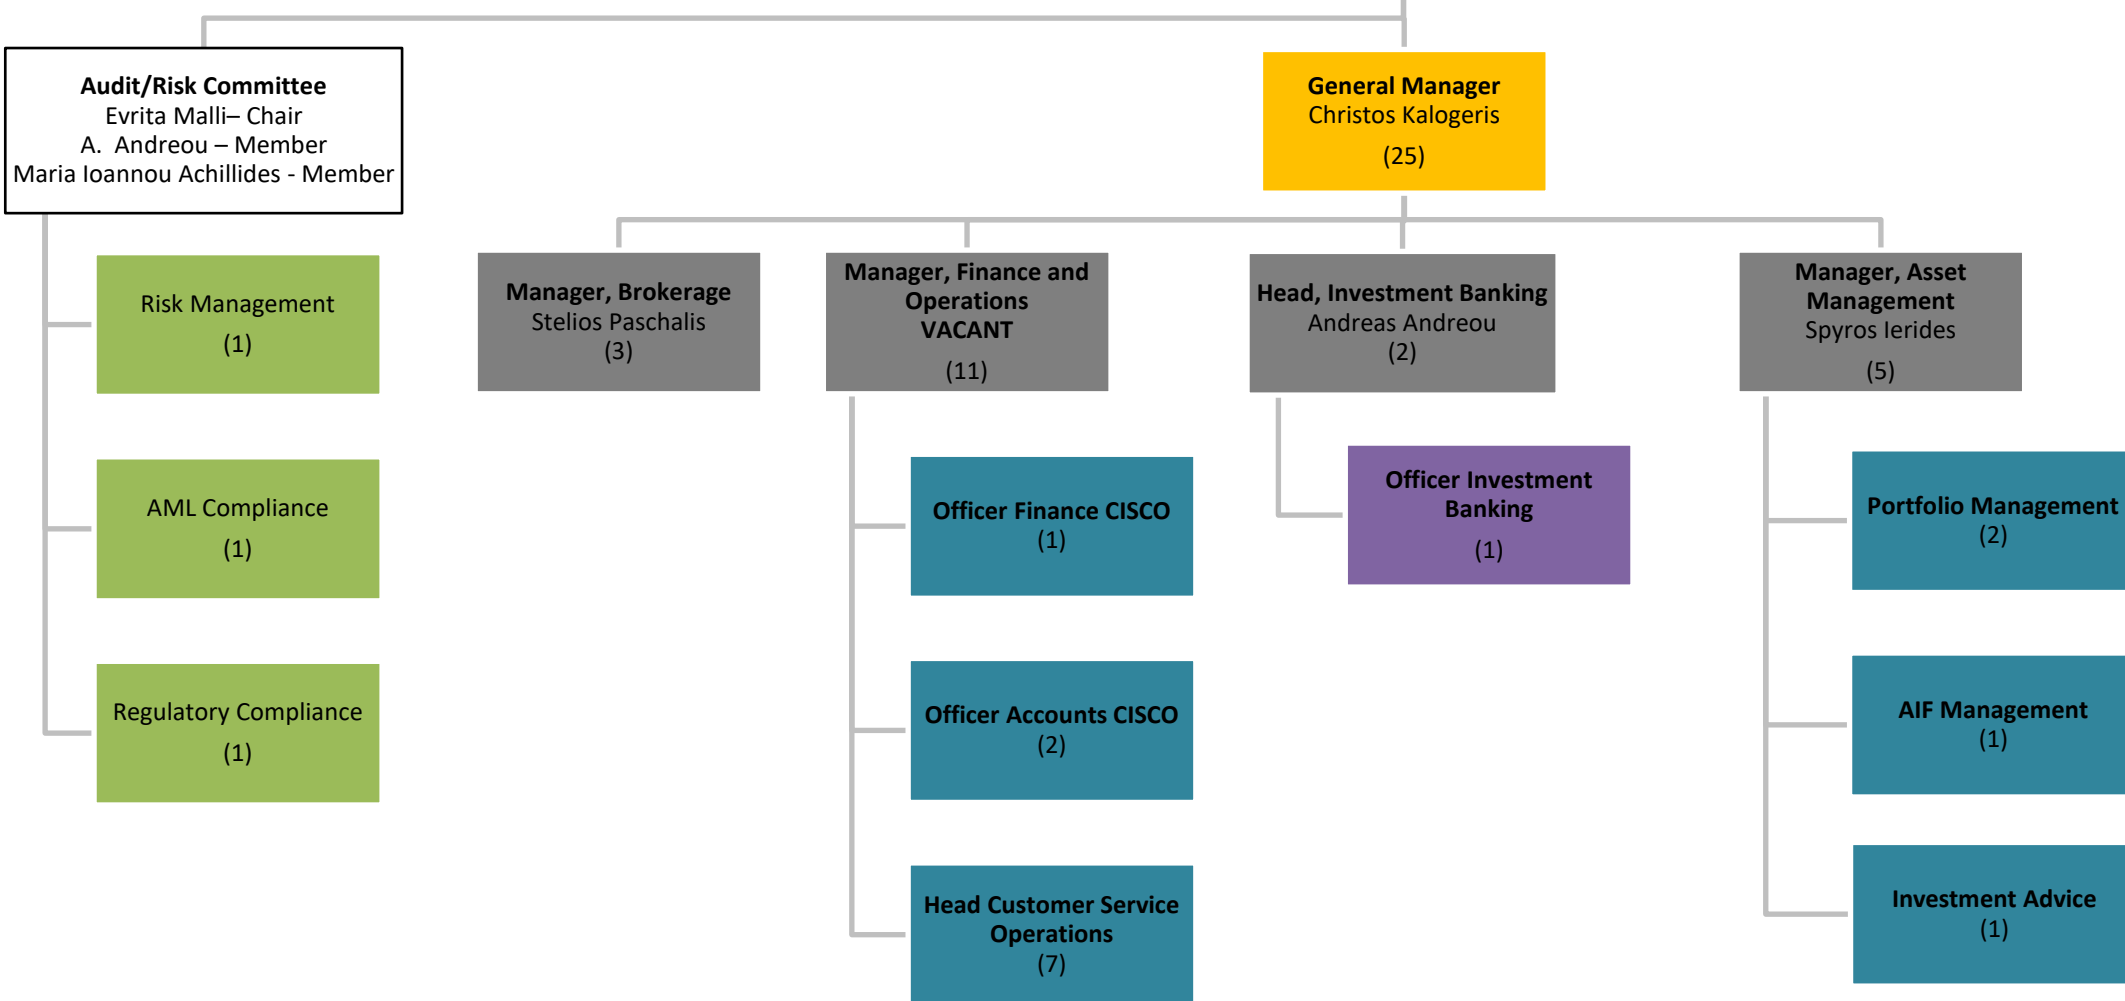 Audit/Risk Committee
Evrita Malli– Chair
A.  Andreou – Member
Maria Ioannou Achillides - Member
General Manager
Christos Kalogeris
(25)
Risk Management
(1)
AML Compliance
(1)
Regulatory Compliance
(1)
Manager, Brokerage
Stelios Paschalis
(3)
Manager, Finance and
Operations
VACANT
(11)
Officer Finance CISCO
(1)
Officer Accounts CISCO
(2)
Head Customer Service
Operations
(7)
Head, Investment Banking
Andreas Andreou
(2)
Officer Investment
Banking
(1)
Manager, Asset
Management
Spyros Ierides
(5)
Portfolio Management
(2)
AIF Management
(1)
Investment Advice
(1)